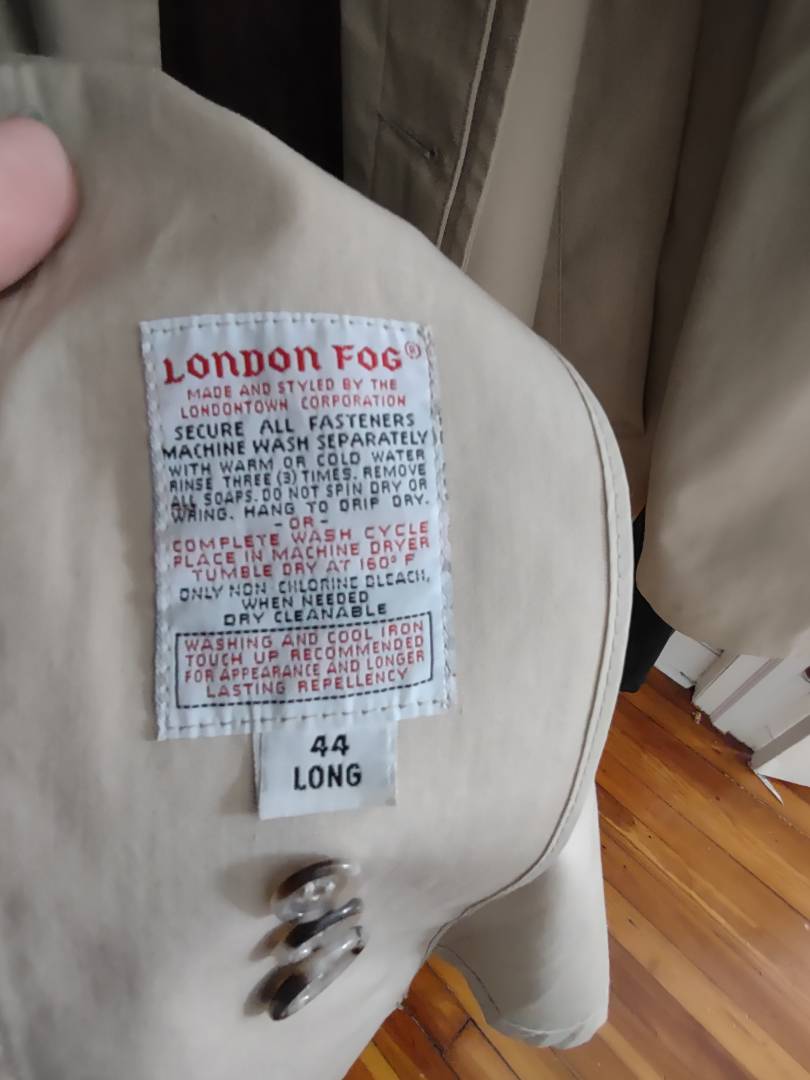 LONDON FOG®
MADE AND STYLED BY THE
LONDONTOWN CORPORATION
SECURE ALL FASTENERS
MACHINE WASH SEPARATELY
WITH WARM OR COLD WATER
RINSE THREE (3) TIMES. REMOVE
ALL SOAPS. DO NOT SPIN DRY OR
WRING. HANG TO DRIP DRY.
- OR -
COMPLETE WASH CYCLE
PLACE IN MACHINE DRYER
TUMBLE DRY AT 160° F
ONLY NON CHLORINE BLEACH,
WHEN NEEDED
DRY CLEANABLE
WASHING AND COOL IRON
TOUCH UP RECOMMENDED
FOR APPEARANCE AND LONGER
LASTING REPELLENCY
44
LONG